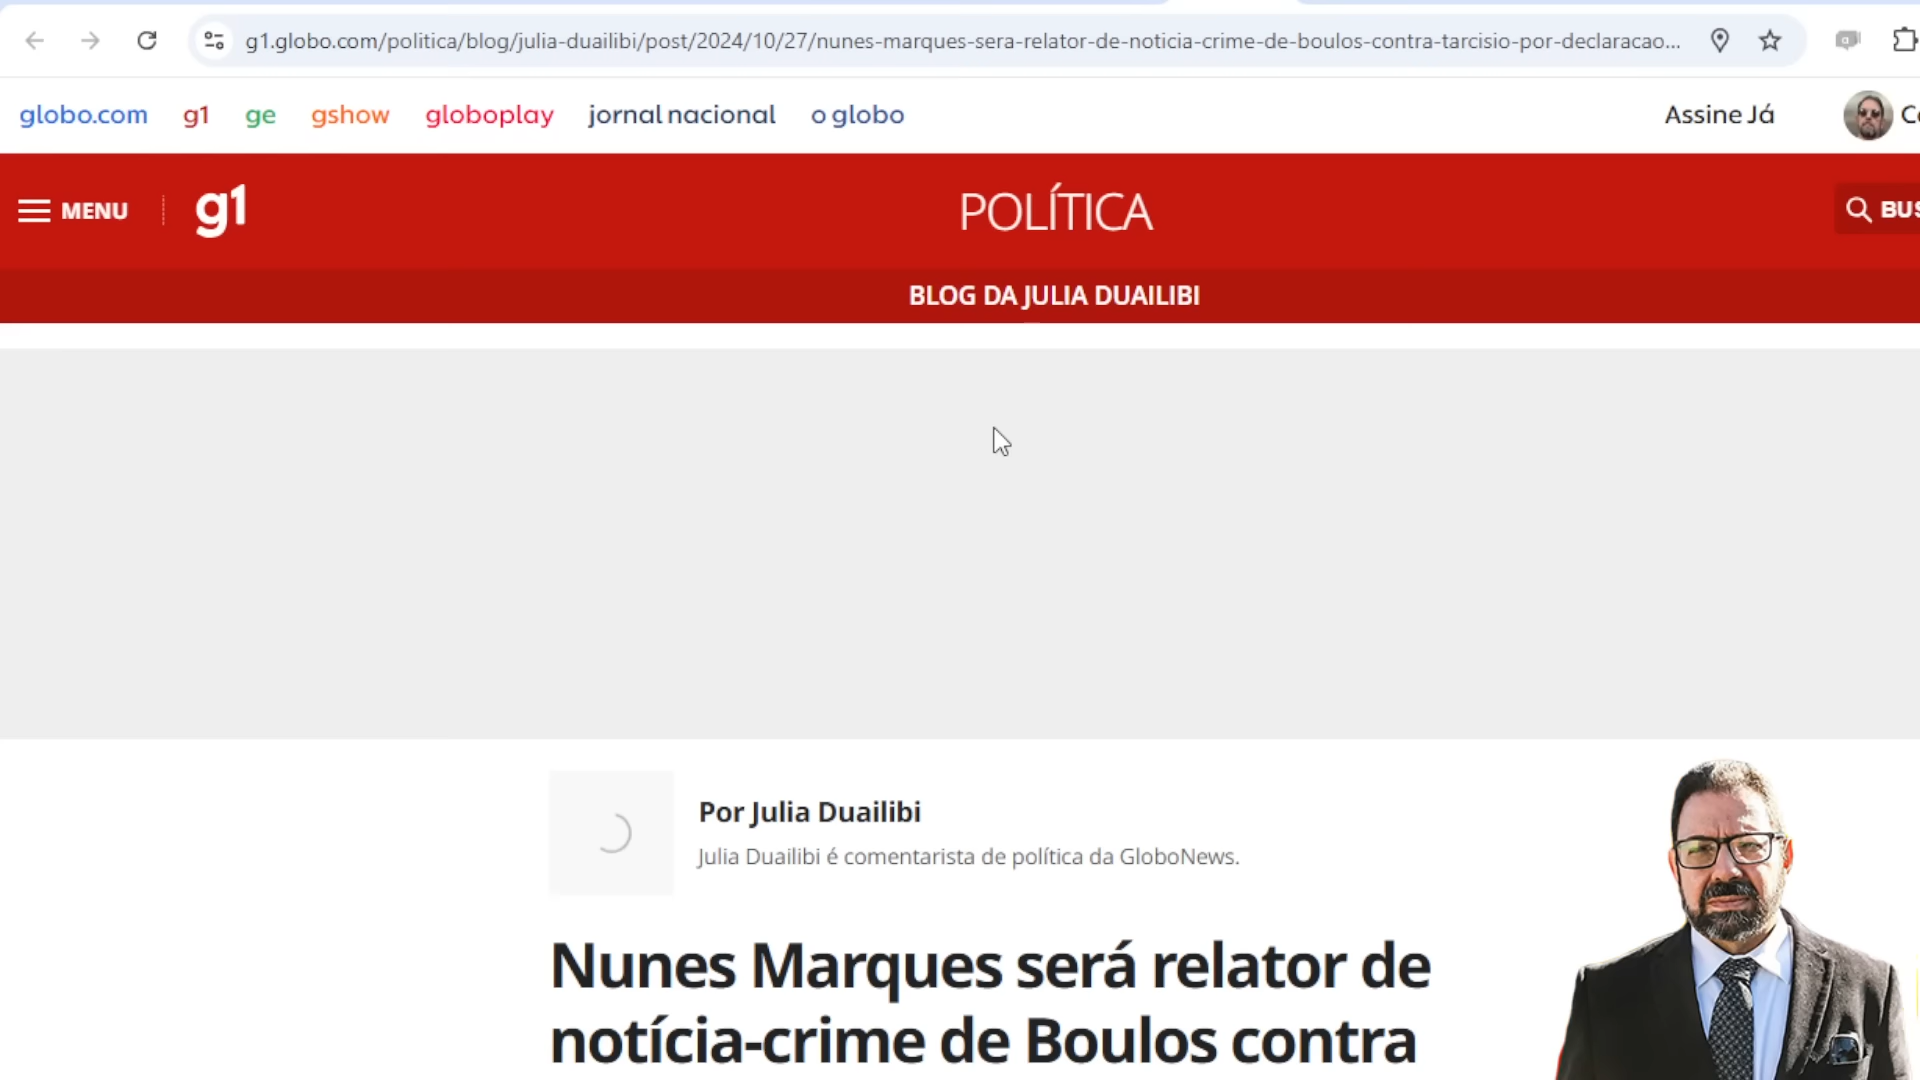 g1.globo.com/politica/blog/julia-duailibi/post/2024/10/27/nunes-marques-sera-relator-de-noticia-crime-de-boulos-contra-tarcisio-por-declaracao...
globo.com g1 ge gshow globoplay jornal nacional o globo Assine Já
MENU g1 POLÍTICA BUS
BLOG DA JULIA DUAILIBI
Por Julia Duailibi
Julia Duailibi é comentarista de política da GloboNews.
Nunes Marques será relator de
notícia-crime de Boulos contra